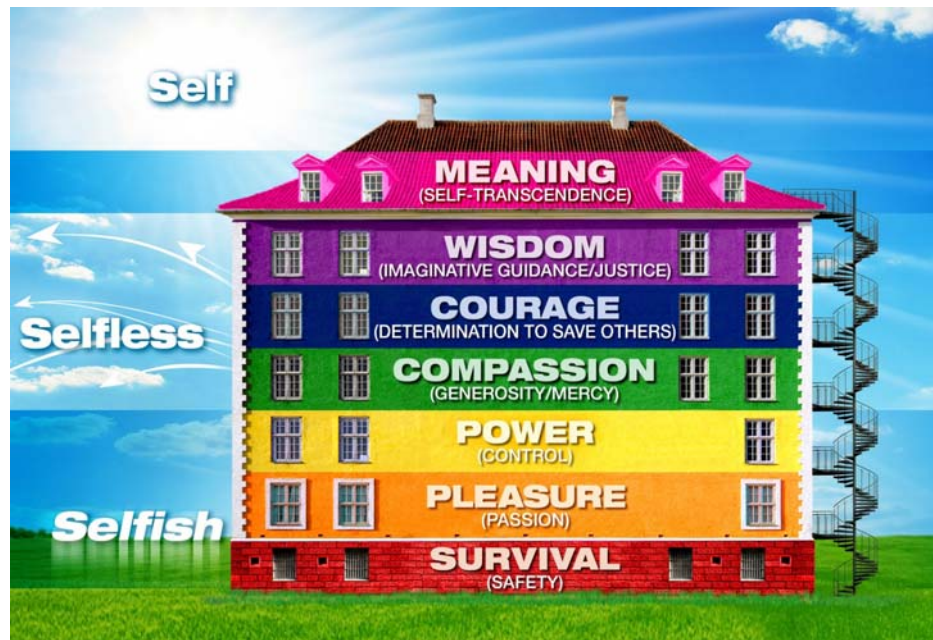 Self
MEANING
(SELF-TRANSCENDENCE)
WISDOM
(IMAGINATIVE GUIDANCE/JUSTICE)
COURAGE
(DETERMINATION TO SAVE OTHERS)
Selfless
COMPASSION
(GENEROSITY/MERCY)
POWER
(CONTROL)
PLEASURE
(PASSION)
Selfish
SURVIVAL
(SAFETY)